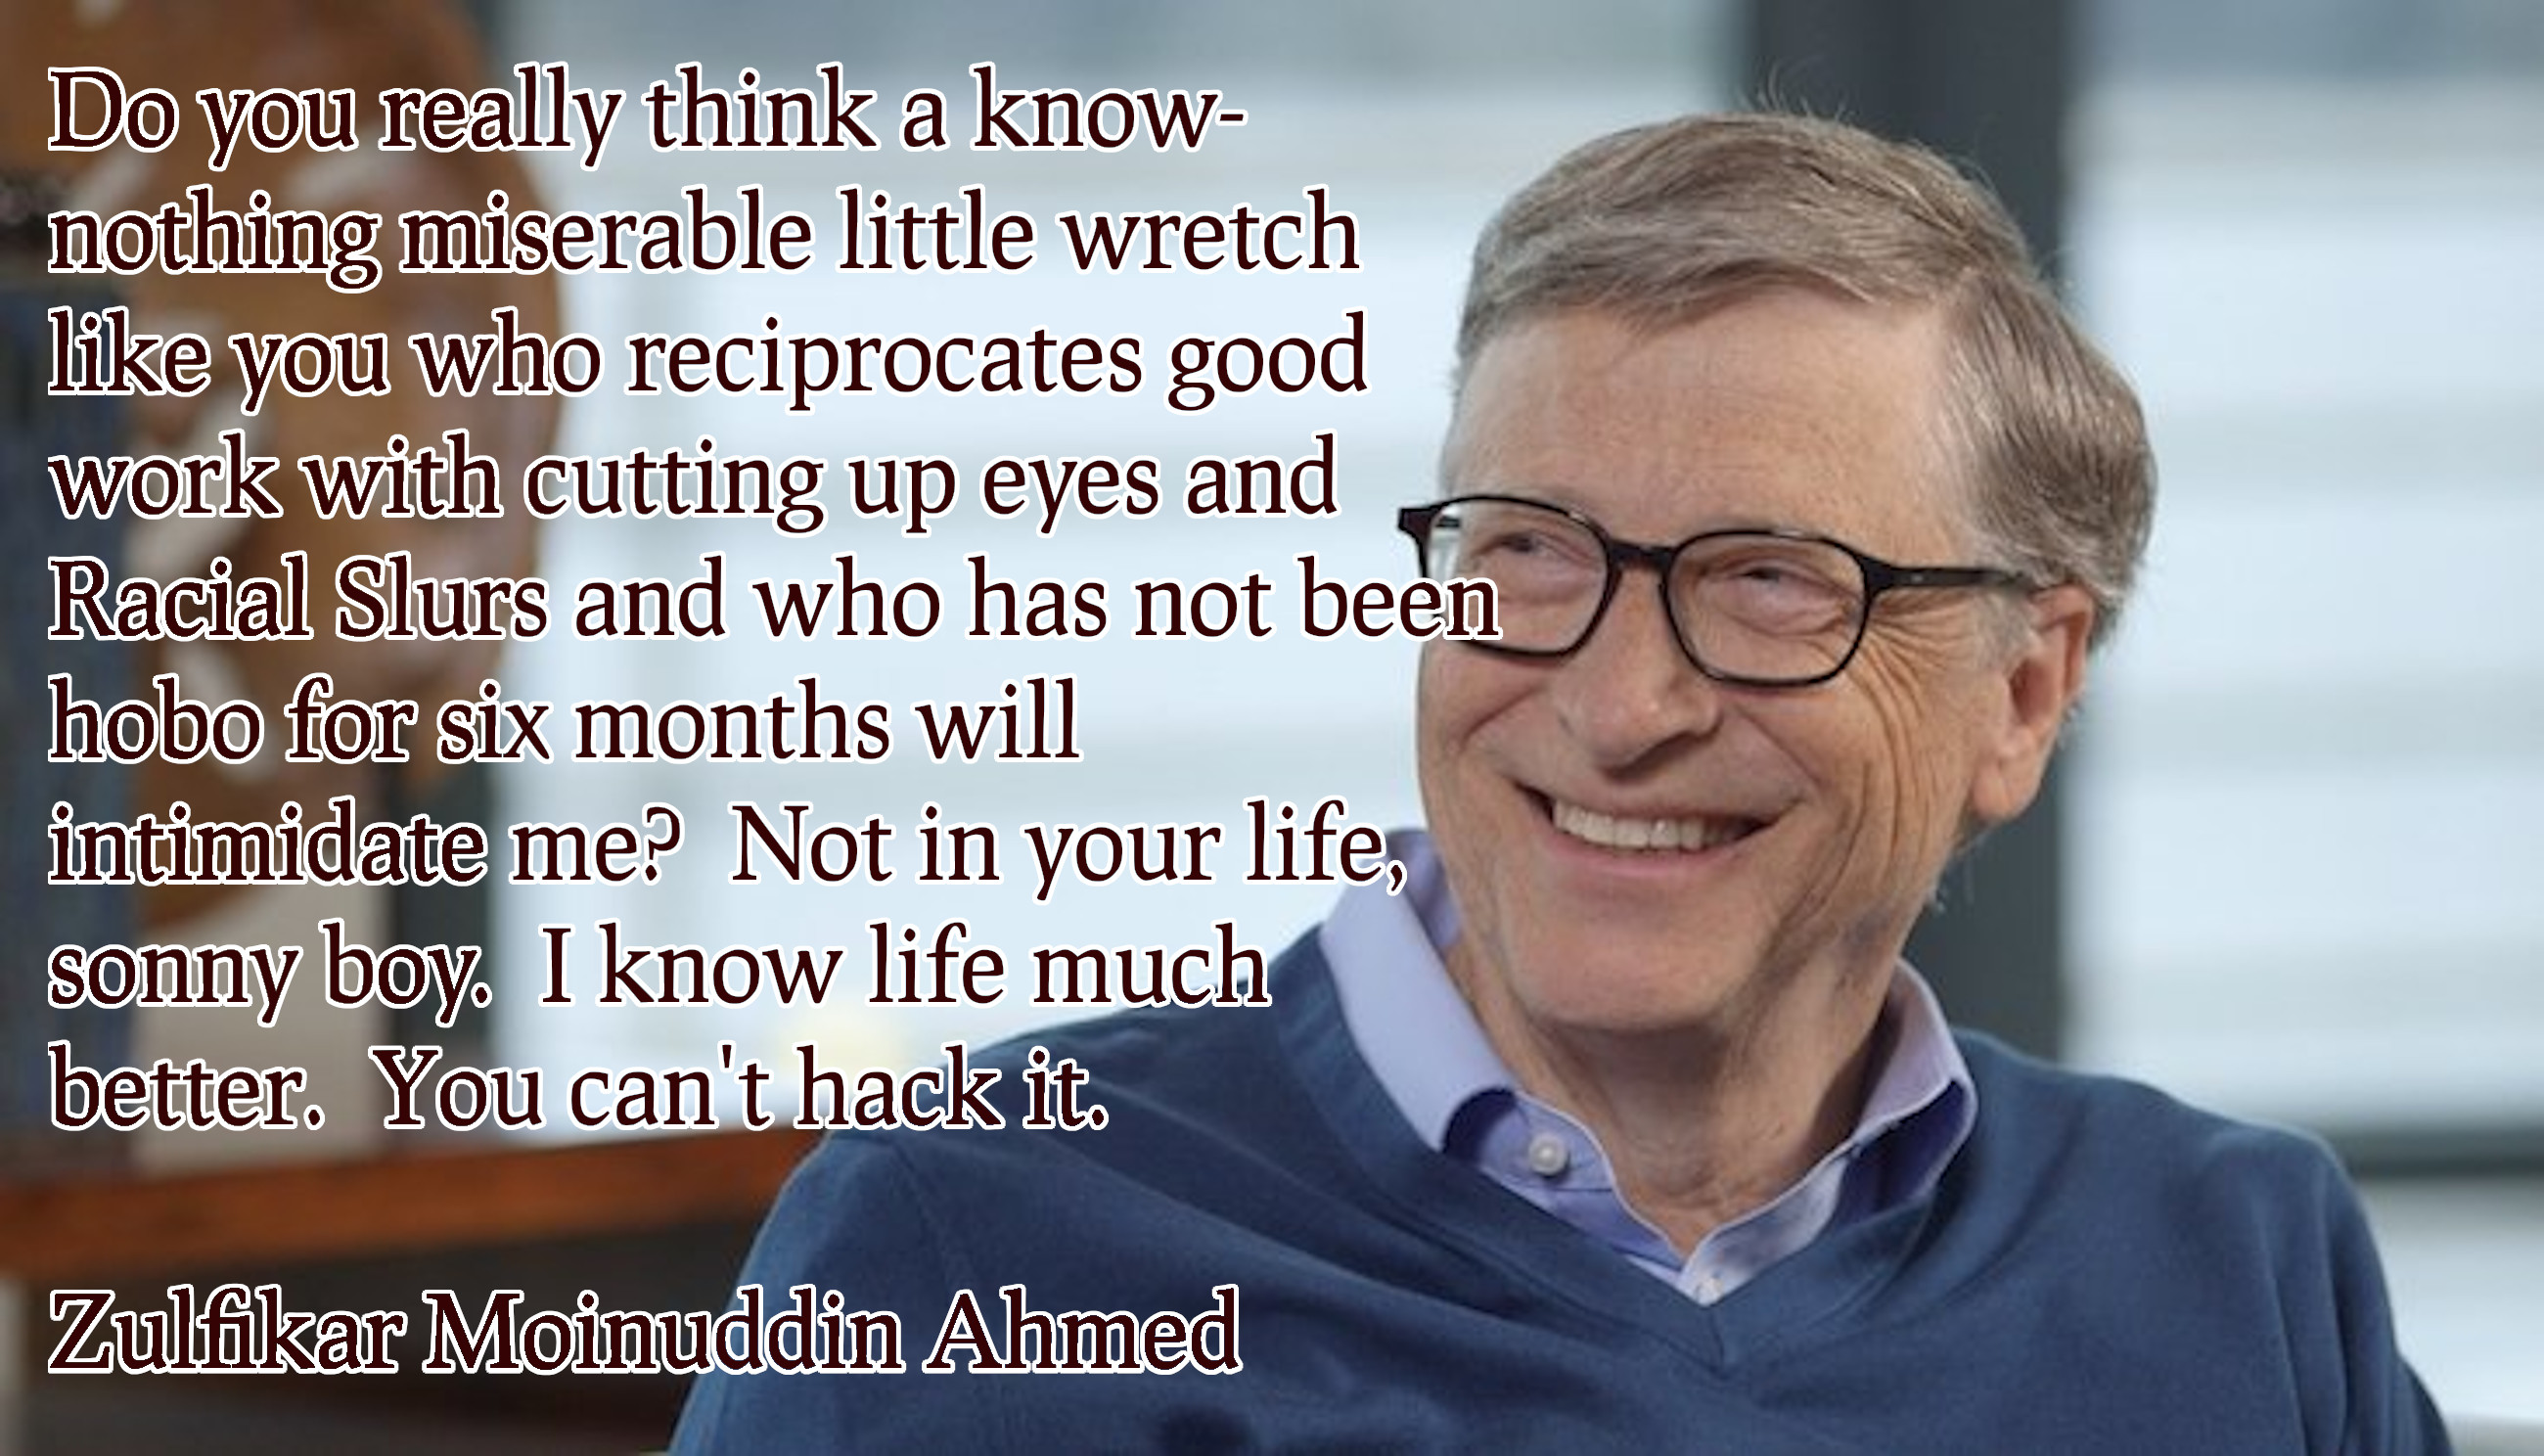 Do you really think a know-
nothing miserable little wretch
like you who reciprocates good
work with cutting up eyes and
Racial Slurs and who has not been
hobo for six months will
intimidate me?  Not in your life,
sonny boy.  I know life much
better.  You can't hack it.
Zulfikar Moinuddin Ahmed